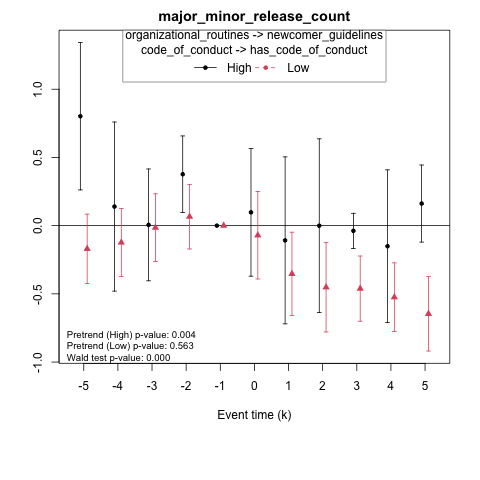 major_minor_release_count
organizational_routines -> newcomer_guidelines
code_of_conduct -> has_code_of_conduct
High Low
1.0
0.5
0.0
-0.5
-1.0
Pretrend (High) p-value: 0.004
Pretrend (Low) p-value: 0.563
Wald test p-value: 0.000
-5 -4 -3 -2 -1 0 1 2 3 4 5
Event time (k)